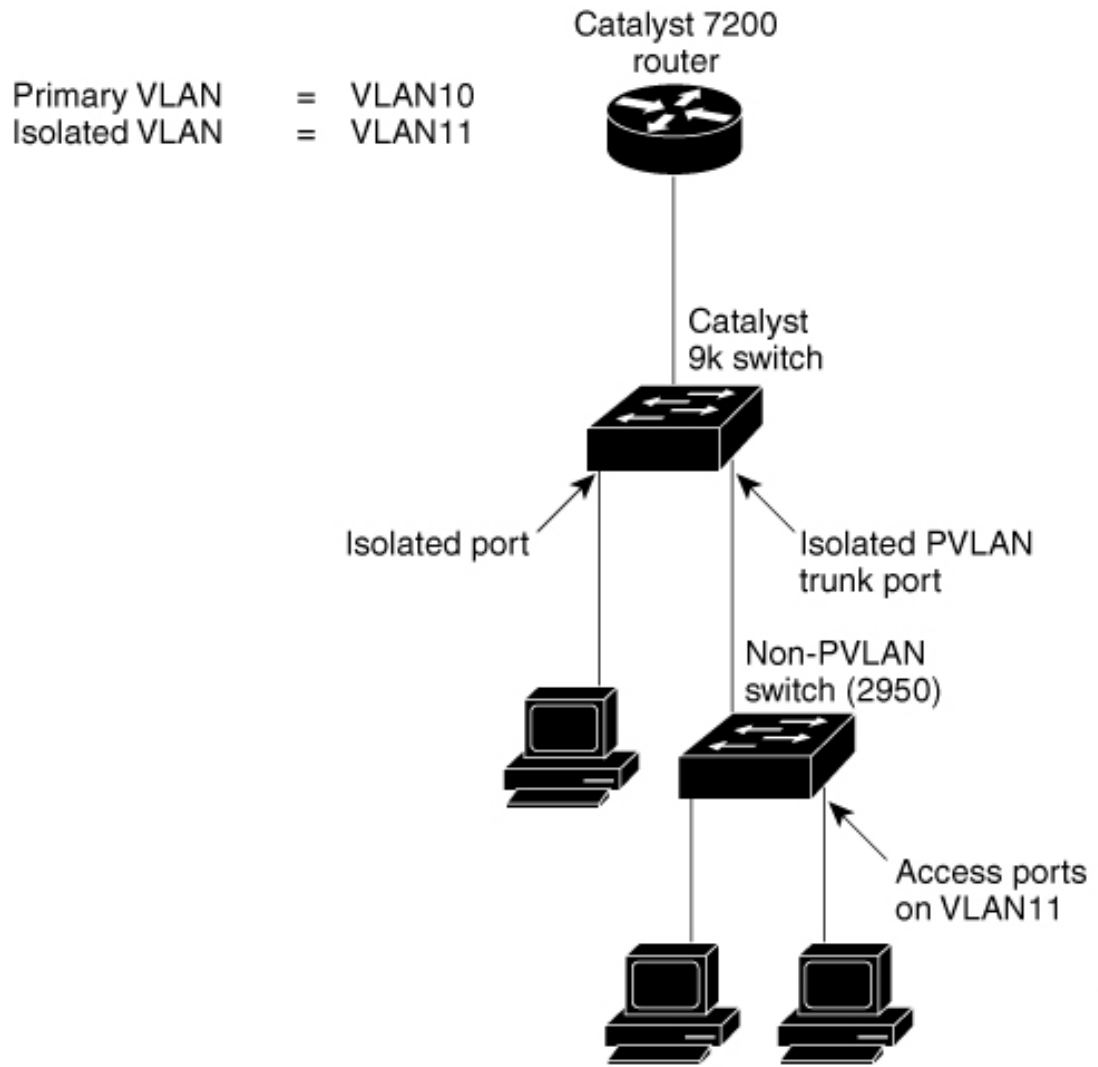 Catalyst 7200
router
Primary VLAN = VLAN10
Isolated VLAN = VLAN11
Catalyst
9k switch
Isolated port
Isolated PVLAN
trunk port
Non-PVLAN
switch (2950)
Access ports
on VLAN11